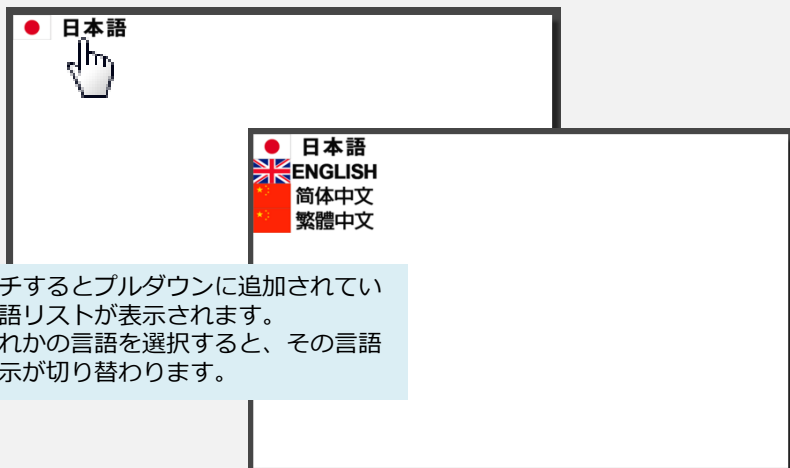 日本語
日本語
ENGLISH
简体中文
繁體中文
チするとプルダウンに追加されてい
語リストが表示されます。
れかの言語を選択すると、その言語
示が切り替わります。